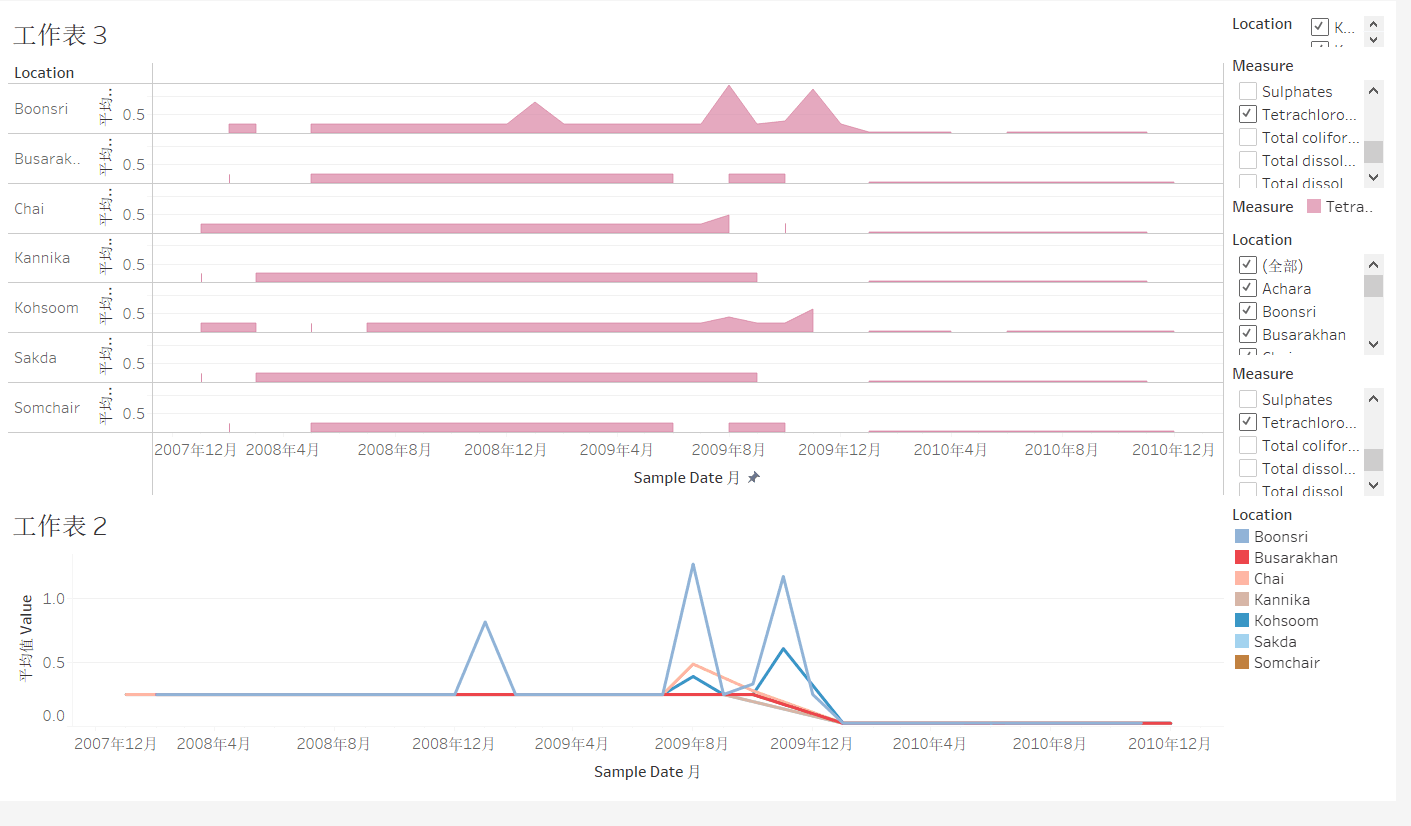 工作表 3
Location
Boonsri 平均.. 0.5
Busarak.. 平均.. 0.5
Chai 平均.. 0.5
Kannika 平均.. 0.5
Kohsoom 平均.. 0.5
Sakda 平均.. 0.5
Somchair 平均.. 0.5
2007年12月 2008年4月 2008年8月 2008年12月 2009年4月 2009年8月 2009年12月 2010年4月 2010年8月 2010年12月
Sample Date 月
Location K...
Measure
Sulphates
Tetrachloro...
Total colifor...
Total dissol...
Total dissol
Measure Tetra..
Location
(全部)
Achara
Boonsri
Busarakhan
Measure
Sulphates
Tetrachloro...
Total colifor...
Total dissol...
Total dissol
工作表 2
平均值 Value
1.0
0.5
0.0
2007年12月 2008年4月 2008年8月 2008年12月 2009年4月 2009年8月 2009年12月 2010年4月 2010年8月 2010年12月
Sample Date 月
Location
Boonsri
Busarakhan
Chai
Kannika
Kohsoom
Sakda
Somchair